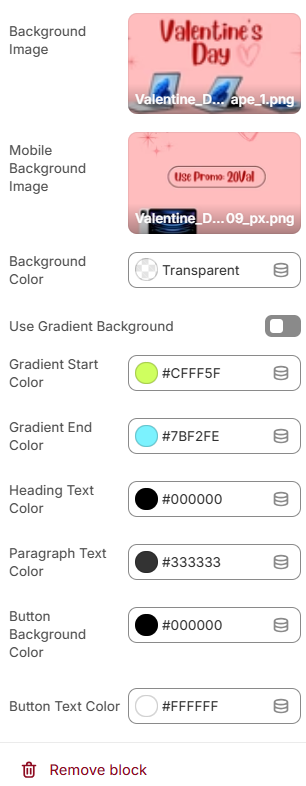 Background
Image
Valentine's
Day
Valentine_D... ape_1.png
Mobile
Background
Image
Use Promo: 20Val
Valentine_D...09_px.png
Background
Color
Transparent
Use Gradient Background
Gradient Start
Color
#CFFF5F
Gradient End
Color
#7BF2FE
Heading Text
Color
#000000
Paragraph Text
Color
#333333
Button
Background
Color
#000000
Button Text Color
#FFFFFF
Remove block